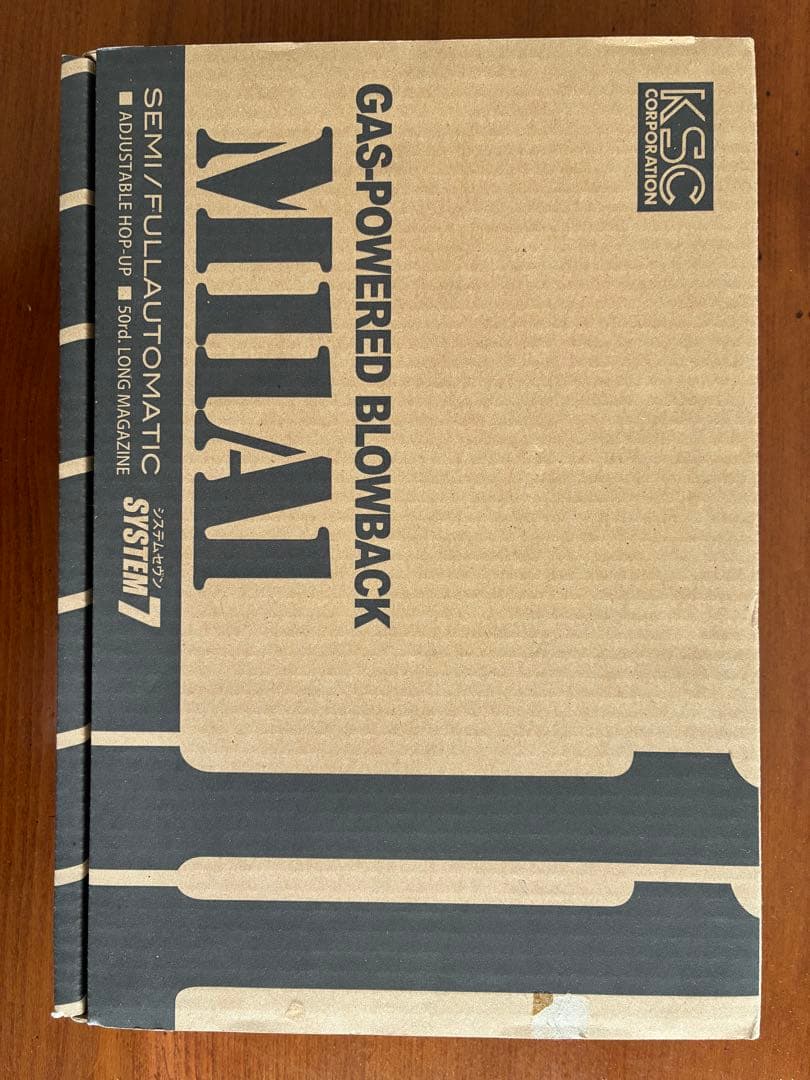 KSC
CORPORATION
GAS-POWERED BLOWBACK
M11A1
SEMI/FULLAUTOMATIC
■ ADJUSTABLE HOP-UP ■ 50rd. LONG MAGAZINE
システムセヴン
SYSTEM7